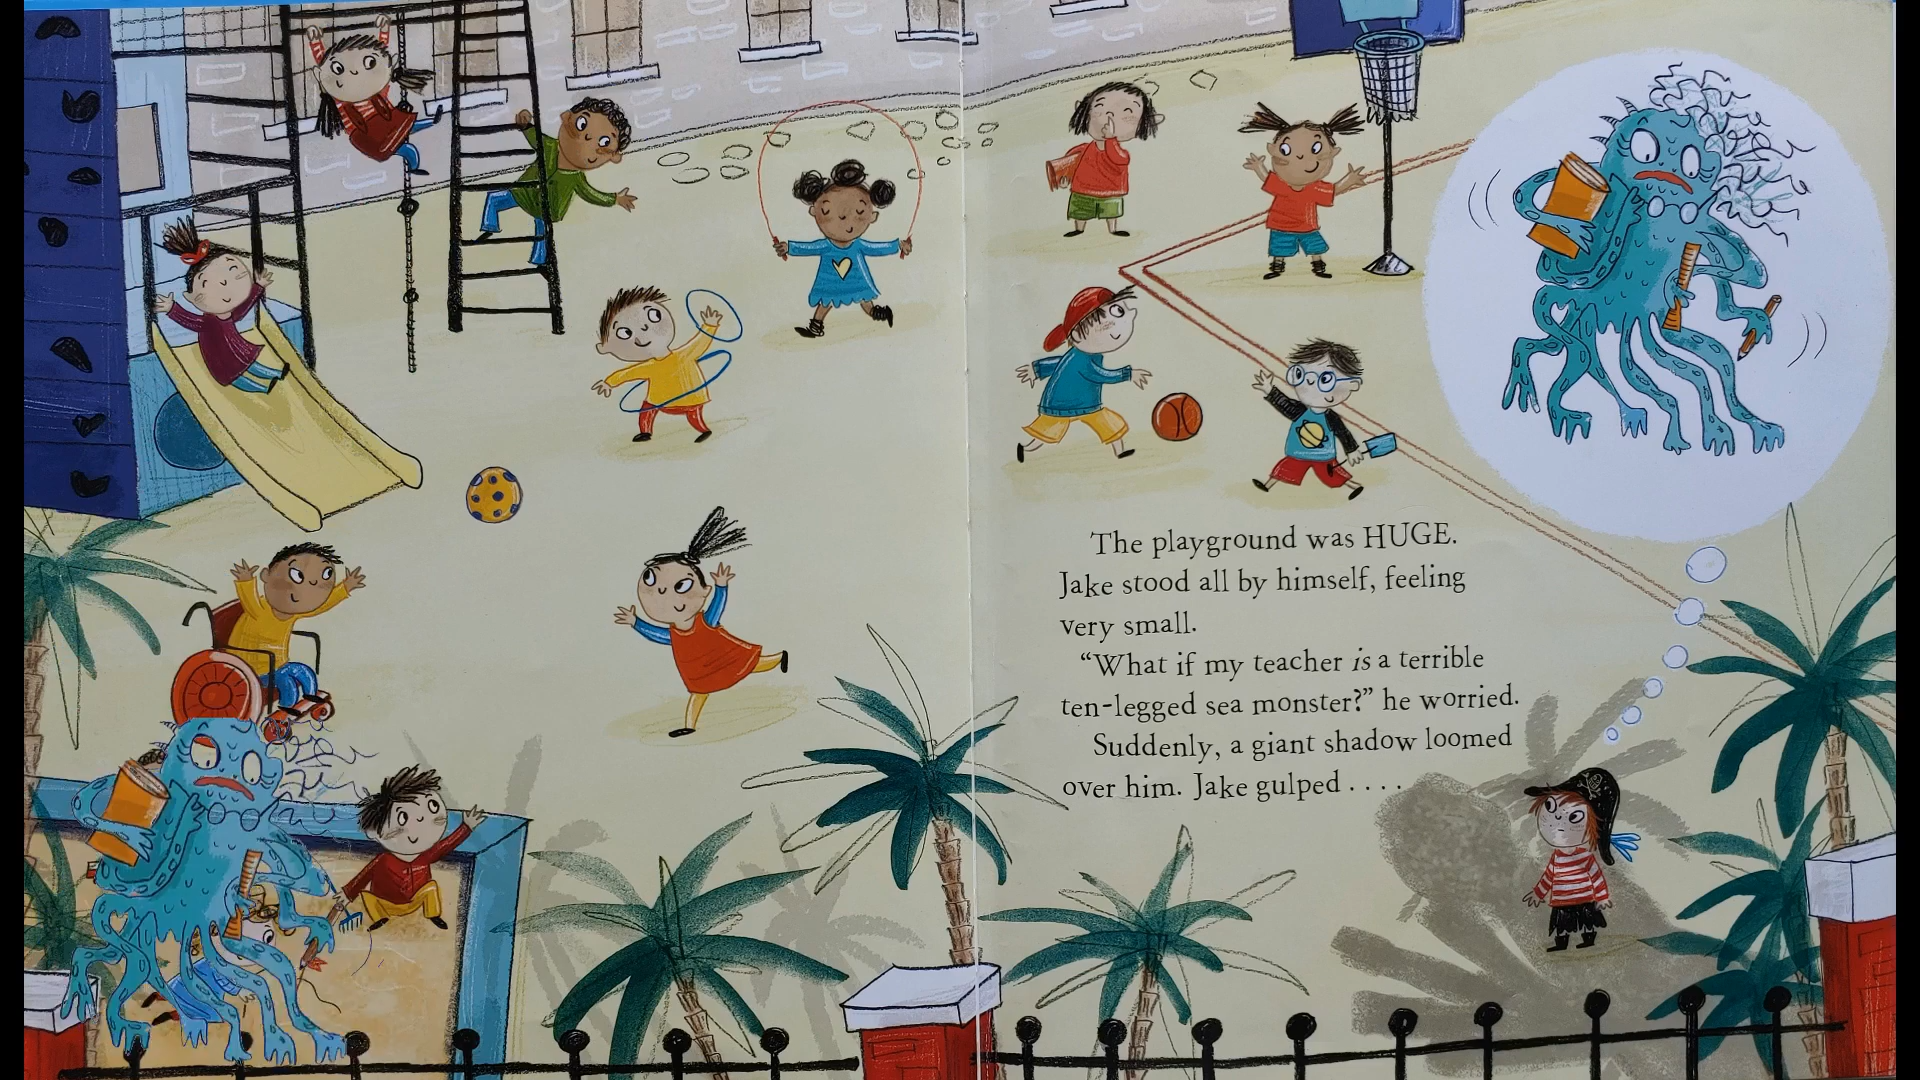 The playground was HUGE.
Jake stood all by himself, feeling
very small.
“What if my teacher is a terrible
ten-legged sea monster?” he worried.
Suddenly, a giant shadow loomed
over him. Jake gulped . . . .